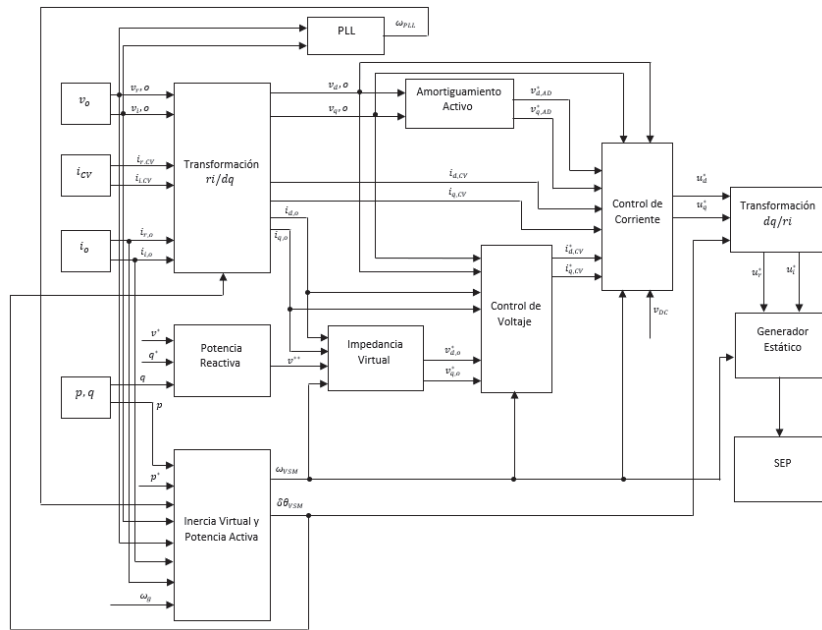 PLL
ω_PLL
v_o
v_r, o
v_i, o
v_d, o
v_q, o
Transformación
ri/dq
Amortiguamiento
Activo
v*_d,AD
v*_q,AD
i_CV
i_r,CV
i_i,CV
i_d,CV
i_q,CV
Control de
Corriente
u*_d
u*_q
Transformación
dq/ri
i_o
i_r,o
i_i,o
i_d,o
i_q,o
Control de
Voltaje
i*_d,CV
i*_q,CV
u*_r
u*_i
v_DC
v*
q*
q
Potencia
Reactiva
v**
Impedancia
Virtual
v*_d,o
v*_q,o
Generador
Estático
p, q
p
p*
ω_VSM
δθ_VSM
Inercia Virtual y
Potencia Activa
ω_g
SEP